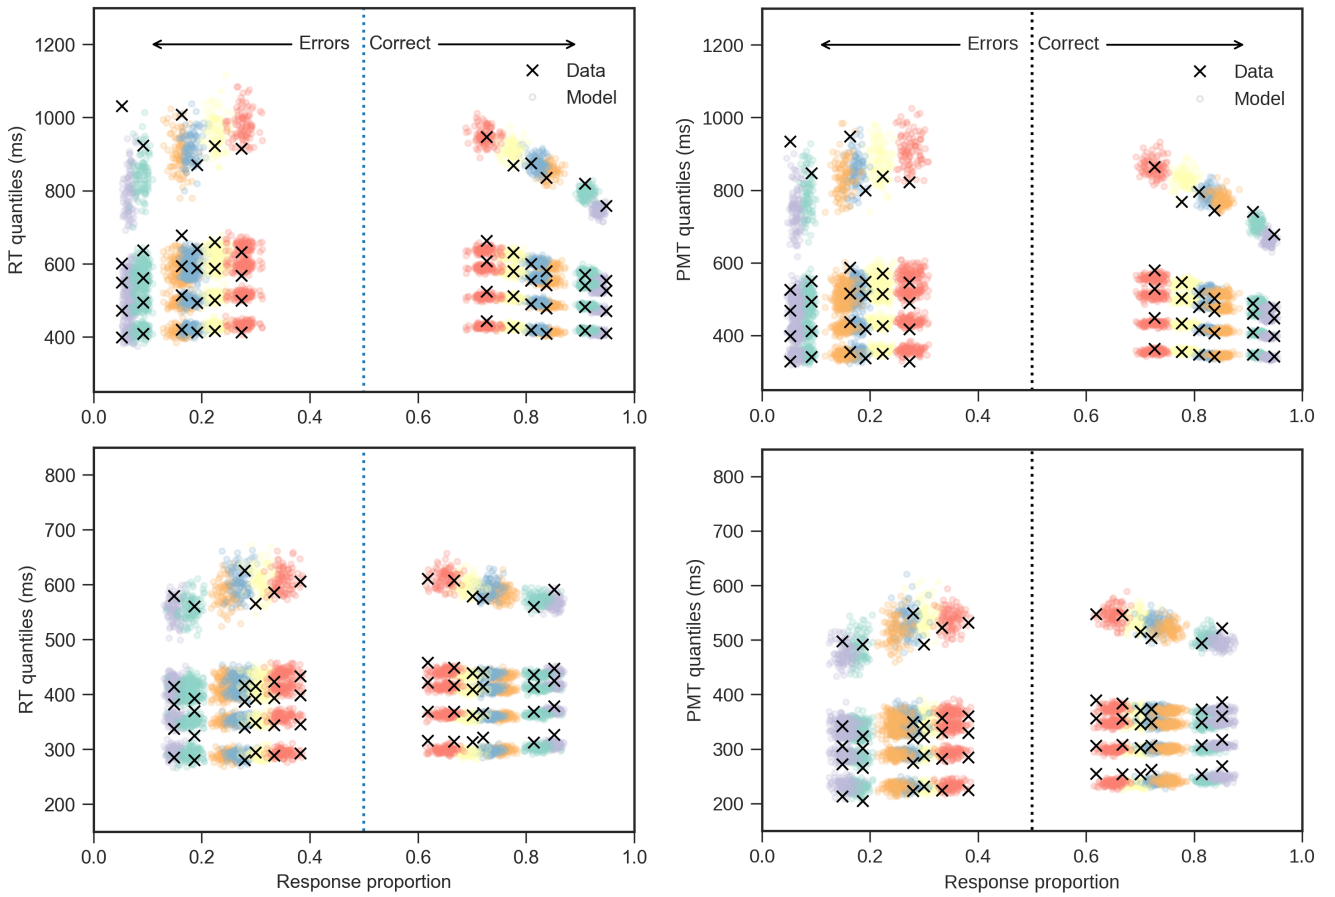 1200
1000
800
600
400
RT quantiles (ms)
Errors Correct
Data
Model
0.0 0.2 0.4 0.6 0.8 1.0
1200
1000
800
600
400
PMT quantiles (ms)
Errors Correct
Data
Model
0.0 0.2 0.4 0.6 0.8 1.0
800
700
600
500
400
300
200
RT quantiles (ms)
0.0 0.2 0.4 0.6 0.8 1.0
Response proportion
800
700
600
500
400
300
200
PMT quantiles (ms)
0.0 0.2 0.4 0.6 0.8 1.0
Response proportion